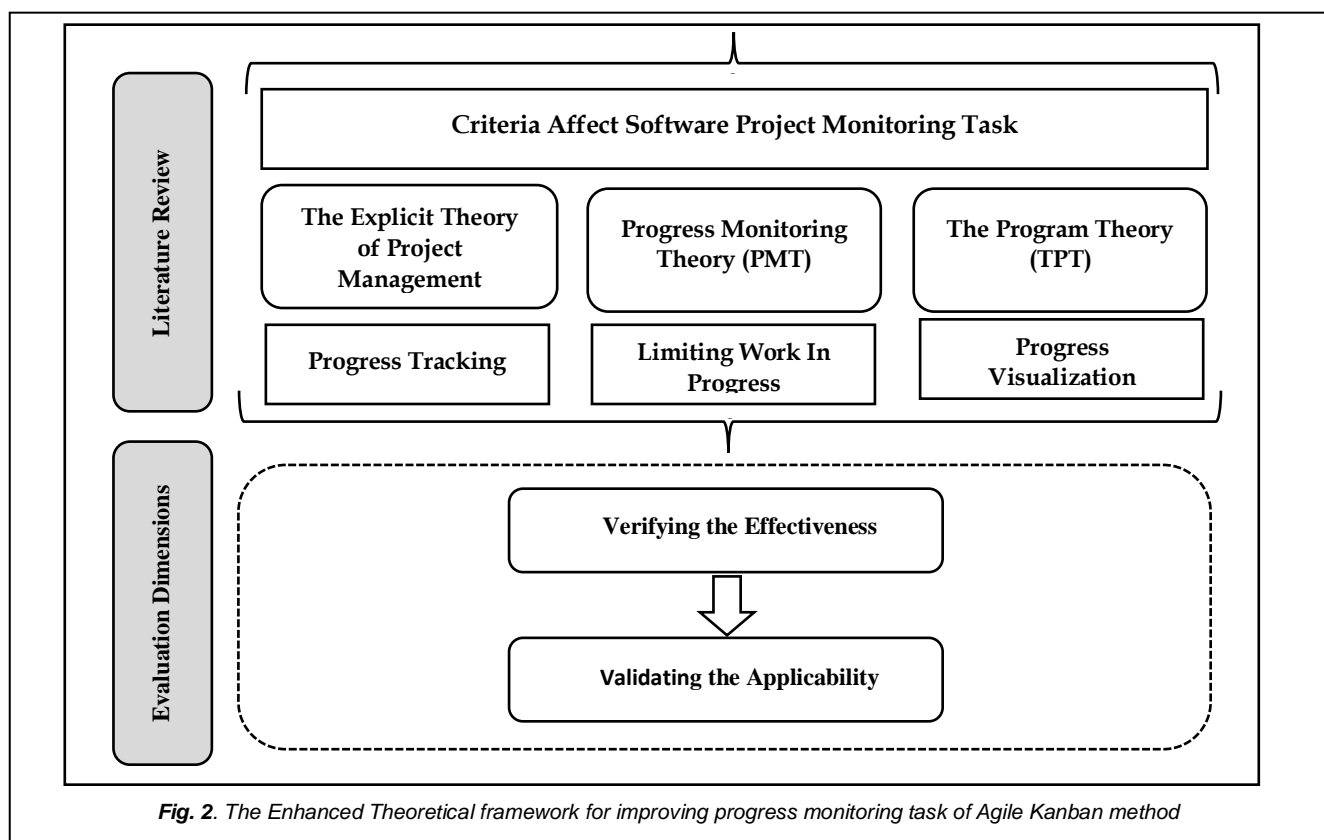 Literature Review
Criteria Affect Software Project Monitoring Task
The Explicit Theory
of Project
Management
Progress Monitoring
Theory (PMT)
The Program Theory
(TPT)
Progress Tracking
Limiting Work In
Progress
Progress
Visualization
Evaluation Dimensions
Verifying the Effectiveness
Validating the Applicability
Fig. 2. The Enhanced Theoretical framework for improving progress monitoring task of Agile Kanban method